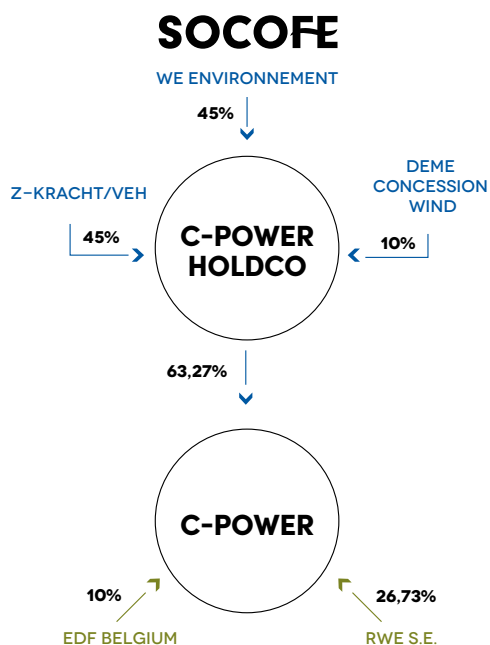 SOCOFE
WE ENVIRONNEMENT
45%
Z-KRACHT/VEH
45%
DEME
CONCESSION
WIND
10%
C-POWER
HOLDCO
63,27%
C-POWER
10%
EDF BELGIUM
26,73%
RWE S.E.